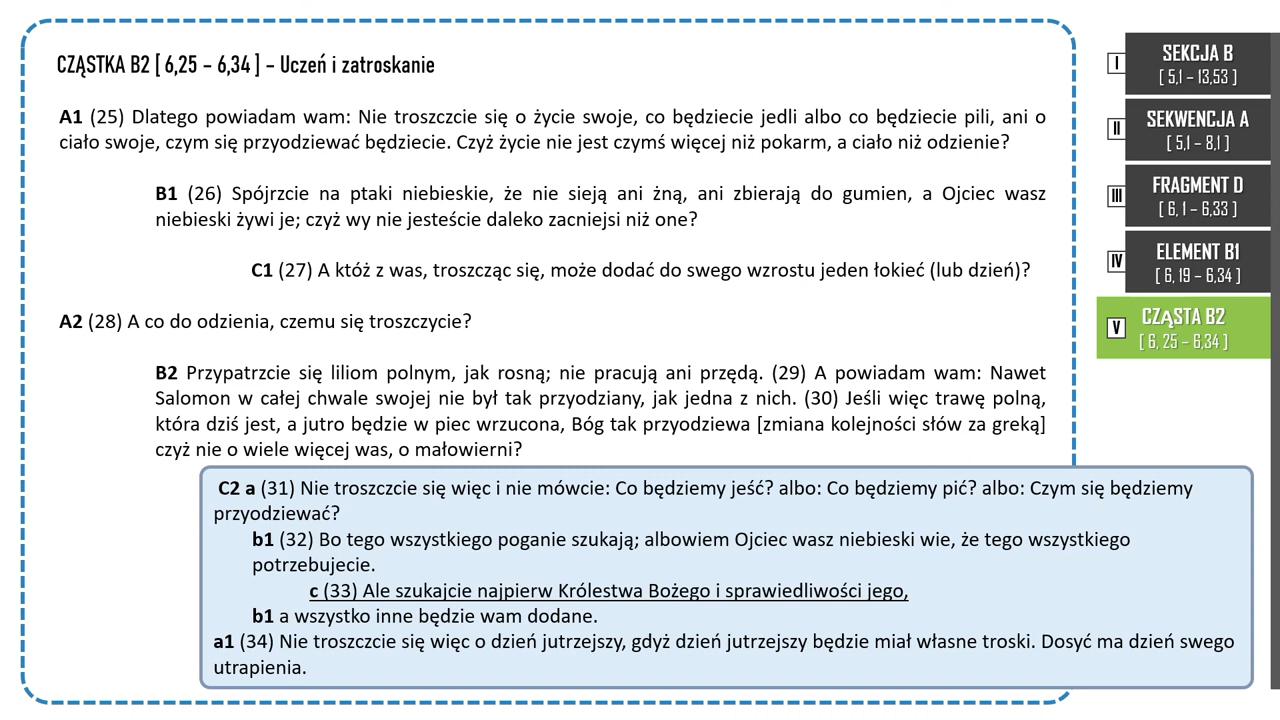 CZĄSTKA B2 [ 6,25 – 6,34 ] – Uczeń i zatroskanie
A1 (25) Dlatego powiadam wam: Nie troszczcie się o życie swoje, co będziecie jedli albo co będziecie pili, ani o
ciało swoje, czym się przyodziewać będziecie. Czyż życie nie jest czymś więcej niż pokarm, a ciało niż odzienie?
B1 (26) Spójrzcie na ptaki niebieskie, że nie sieją ani żną, ani zbierają do gumien, a Ojciec wasz
niebieski żywi je; czyż wy nie jesteście daleko zacniejsi niż one?
C1 (27) A któż z was, troszcząc się, może dodać do swego wzrostu jeden łokieć (lub dzień)?
A2 (28) A co do odzienia, czemu się troszczycie?
B2 Przypatrzcie się liliom polnym, jak rosną; nie pracują ani przędą. (29) A powiadam wam: Nawet
Salomon w całej chwale swojej nie był tak przyodziany, jak jedna z nich. (30) Jeśli więc trawę polną,
która dziś jest, a jutro będzie w piec wrzucona, Bóg tak przyodziewa [zmiana kolejności słów za greką]
czyż nie o wiele więcej was, o małowierni?
C2 a (31) Nie troszczcie się więc i nie mówcie: Co będziemy jeść? albo: Co będziemy pić? albo: Czym się będziemy
przyodziewać?
b1 (32) Bo tego wszystkiego poganie szukają; albowiem Ojciec wasz niebieski wie, że tego wszystkiego
potrzebujecie.
c (33) Ale szukajcie najpierw Królestwa Bożego i sprawiedliwości jego,
b1 a wszystko inne będzie wam dodane.
a1 (34) Nie troszczcie się więc o dzień jutrzejszy, gdyż dzień jutrzejszy będzie miał własne troski. Dosyć ma dzień swego
utrapienia.
I
SEKCJA B
[ 5,1 – 13,53 ]
II
SEKWENCJA A
[ 5,1 – 8,1 ]
III
FRAGMENT D
[ 6, 1 – 6,33 ]
IV
ELEMENT B1
[ 6, 19 – 6,34 ]
V
CZĄSTA B2
[ 6, 25 – 6,34 ]